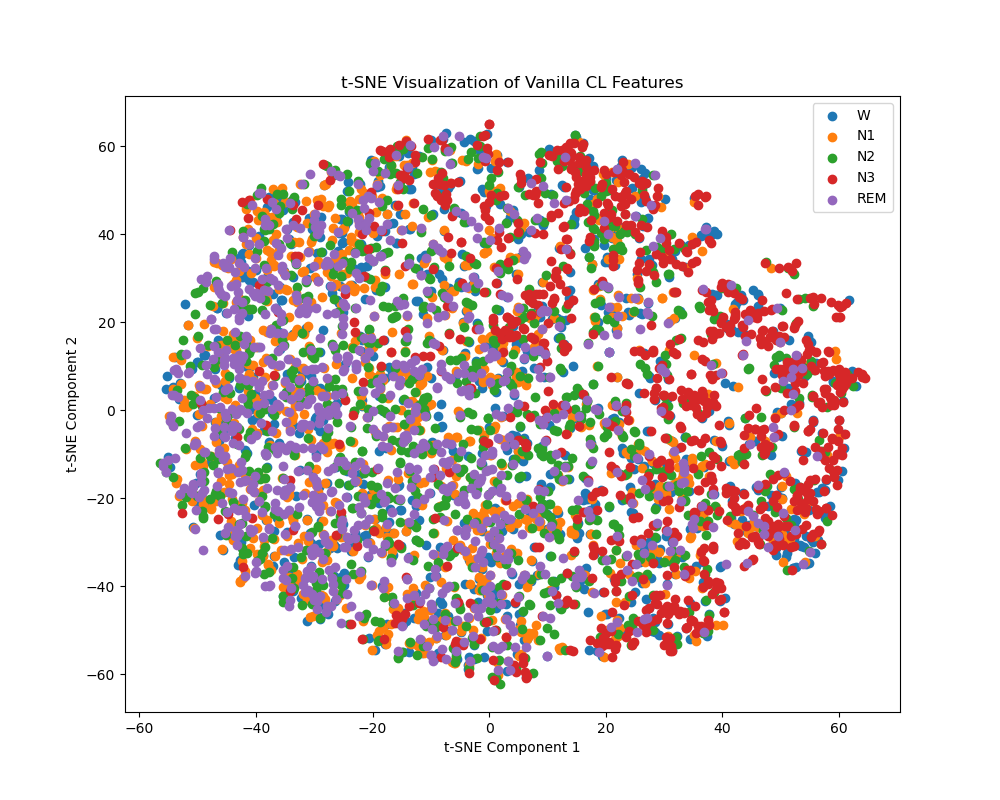 t-SNE Visualization of Vanilla CL Features
W
N1
N2
N3
REM
60
40
20
0
−20
−40
−60
t-SNE Component 2
−60
−40
−20
0
20
40
60
t-SNE Component 1